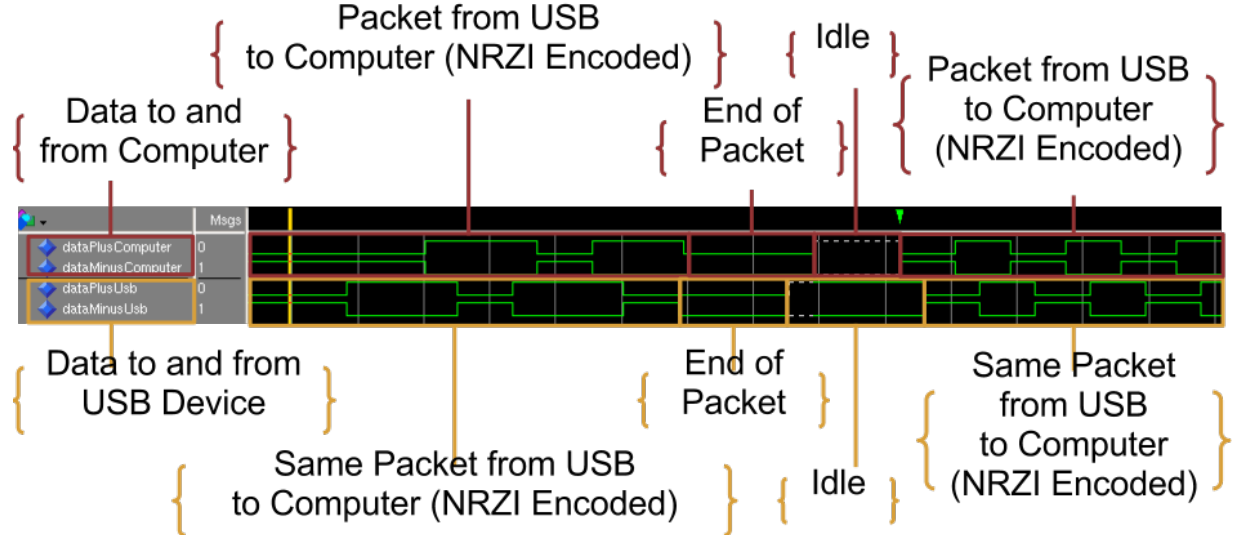 Packet from USB
to Computer (NRZI Encoded)
Idle
Packet from USB
to Computer
(NRZI Encoded)
Data to and
from Computer
End of
Packet
Msgs
dataPlusComputer 0
dataMinusComputer 1
dataPlusUsb 0
dataMinusUsb 1
Data to and from
USB Device
End of
Packet
Same Packet
from USB
to Computer
(NRZI Encoded)
Same Packet from USB
to Computer (NRZI Encoded)
Idle